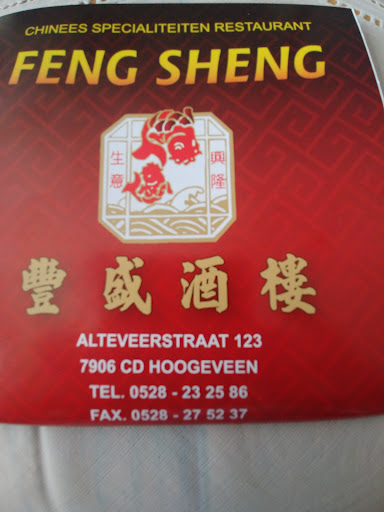 CHINEES SPECIALITEITEN RESTAURANT
FENG SHENG
生意
興隆
豐盛酒樓
ALTEVEERSTRAAT 123
7906 CD HOOGEVEEN
TEL. 0528 - 23 25 86
FAX. 0528 - 27 52 37